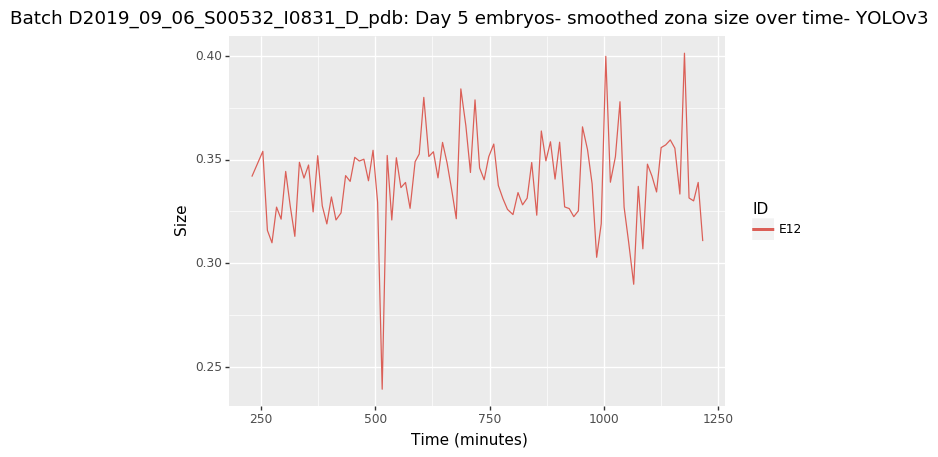 Batch D2019_09_06_S00532_I0831_D_pdb: Day 5 embryos- smoothed zona size over time- YOLOv3
0.40
0.35
0.30
0.25
Size
250
500
750
1000
1250
Time (minutes)
ID
E12